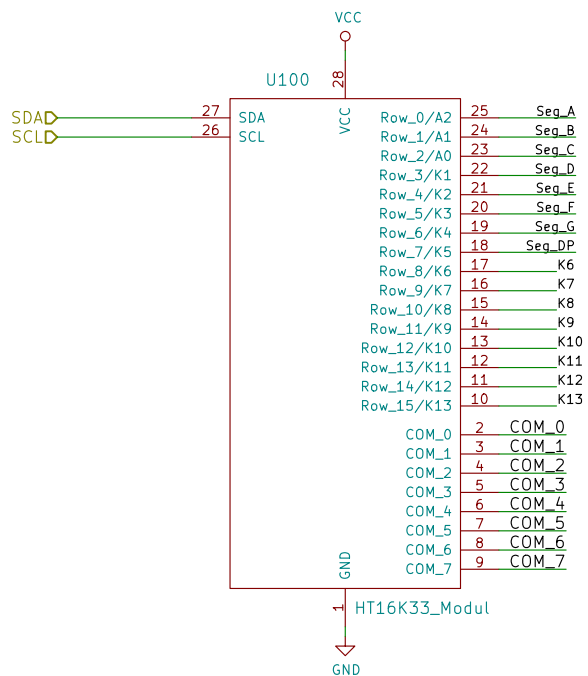 VCC
U100
28
VCC
SDA 27 SDA
SCL 26 SCL
Row_0/A2 25 Seg_A
Row_1/A1 24 Seg_B
Row_2/A0 23 Seg_C
Row_3/K1 22 Seg_D
Row_4/K2 21 Seg_E
Row_5/K3 20 Seg_F
Row_6/K4 19 Seg_G
Row_7/K5 18 Seg_DP
Row_8/K6 17 K6
Row_9/K7 16 K7
Row_10/K8 15 K8
Row_11/K9 14 K9
Row_12/K10 13 K10
Row_13/K11 12 K11
Row_14/K12 11 K12
Row_15/K13 10 K13
COM_0 2 COM_0
COM_1 3 COM_1
COM_2 4 COM_2
COM_3 5 COM_3
COM_4 6 COM_4
COM_5 7 COM_5
COM_6 8 COM_6
COM_7 9 COM_7
GND
1
HT16K33_Modul
GND